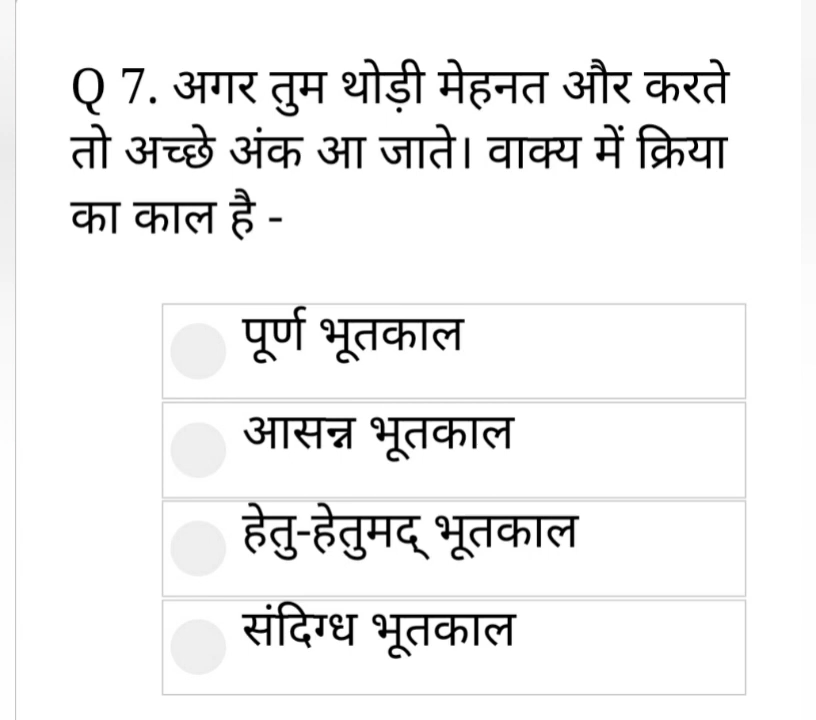 Q 7. अगर तुम थोड़ी मेहनत और करते
तो अच्छे अंक आ जाते। वाक्य में क्रिया
का काल है -
पूर्ण भूतकाल
आसन्न भूतकाल
हेतु-हेतुमद् भूतकाल
संदिग्ध भूतकाल